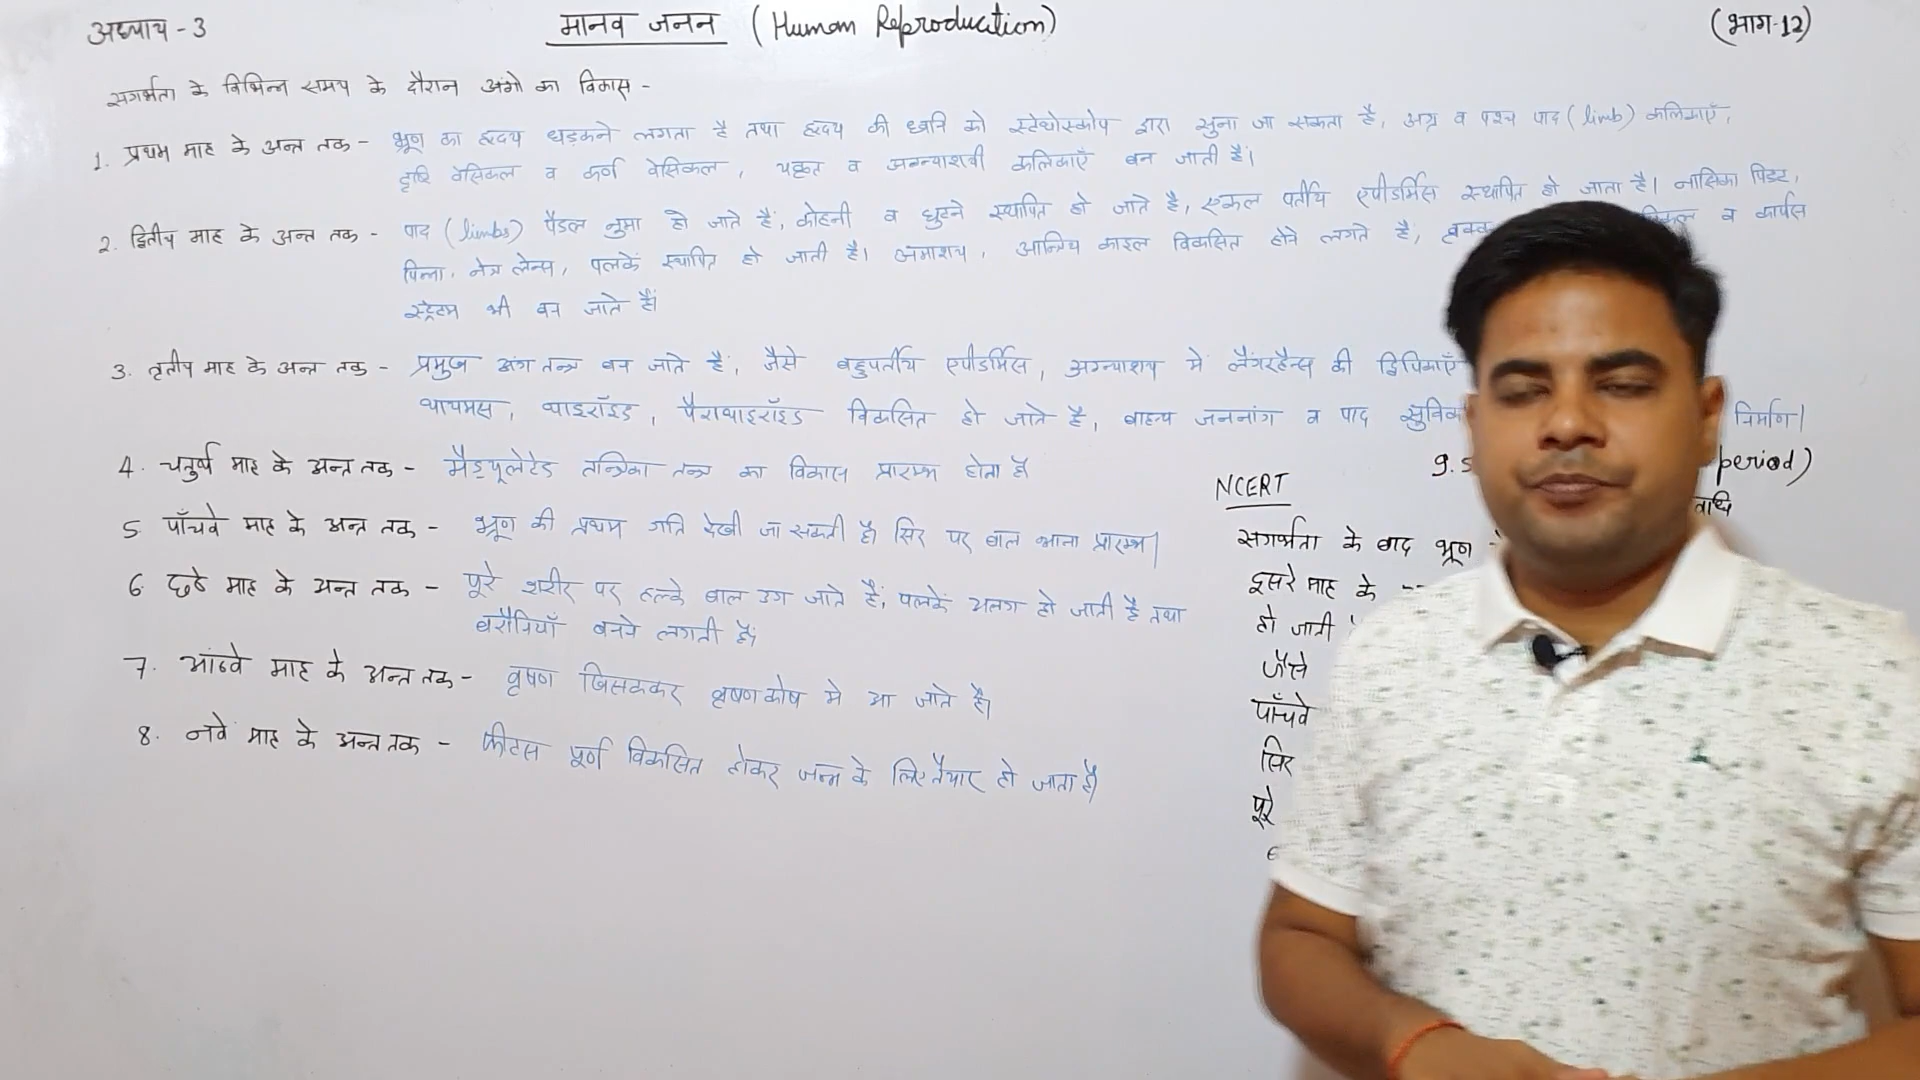 अध्याय - 3
मानव जनन (Human Reproduction)
(भाग-12)
सगर्भता के विभिन्न समय के दौरान अंगो का विकास -
1. प्रथम माह के अन्त तक - भ्रूण का हृदय धड़कने लगता है तथा हृदय की ध्वनि को स्टेथोस्कोप द्वारा सुना जा सकता है, अग्र व पश्च पाद (limb) कलिकाएँ,
दृष्टि वेसिकल व कर्ण वेसिकल, यकृत व अग्न्याशयी कलिकाएँ बन जाती है।
2. द्वितीय माह के अन्त तक - पाद (limbs) पैडल नुमा हो जाते है, कोहनी व घुटने स्थापित हो जाते है, एकल पर्तीय एपीडर्मिस स्थापित हो जाता है। नासिका पिण्ड,
पिन्ना, नेत्र लेन्स, पलकें स्थापित हो जाती है। अमाशय, आन्त्रिय काइल विकसित होने लगते है, वृक्क व कार्पस
स्ट्रेटम भी बन जाते है।
3. तृतीय माह के अन्त तक - प्रमुख अंग तन्त्र बन जाते है, जैसे बहुपर्तीय एपीडर्मिस, अग्न्याशय मे लैंगरहैन्स की द्विपिकाएँ
थायमस, थाइरॉइड, पैराथाइरॉइड विकसित हो जाते है, बाह्य जननांग व पाद निर्माण।
4. चतुर्थ माह के अन्त तक - मैड्यूलेटेड तन्त्रिका तन्त्र का विकास प्रारम्भ होता है
5 पाँचवे माह के अन्त तक - भ्रूण की प्रथम गति देखी जा सकती है। सिर पर बाल आना प्रारम्भ।
6. छठे माह के अन्त तक - पूरे शरीर पर हल्के बाल उग जाते है, पलकें अलग हो जाती है तथा
बरौनियाँ बनने लगती है।
7. आंठवे माह के अन्त तक - वृषण खिसककर वृषणकोष मे आ जाते है।
8. नवे माह के अन्त तक - फीटस पूर्ण विकसित होकर जन्म के लिए तैयार हो जाता है।
period)
NCERT
सगर्भता के बाद भ्रूण
दूसरे माह के --
हो जाती
जैसे
पाँचवे
सिर
पूरे